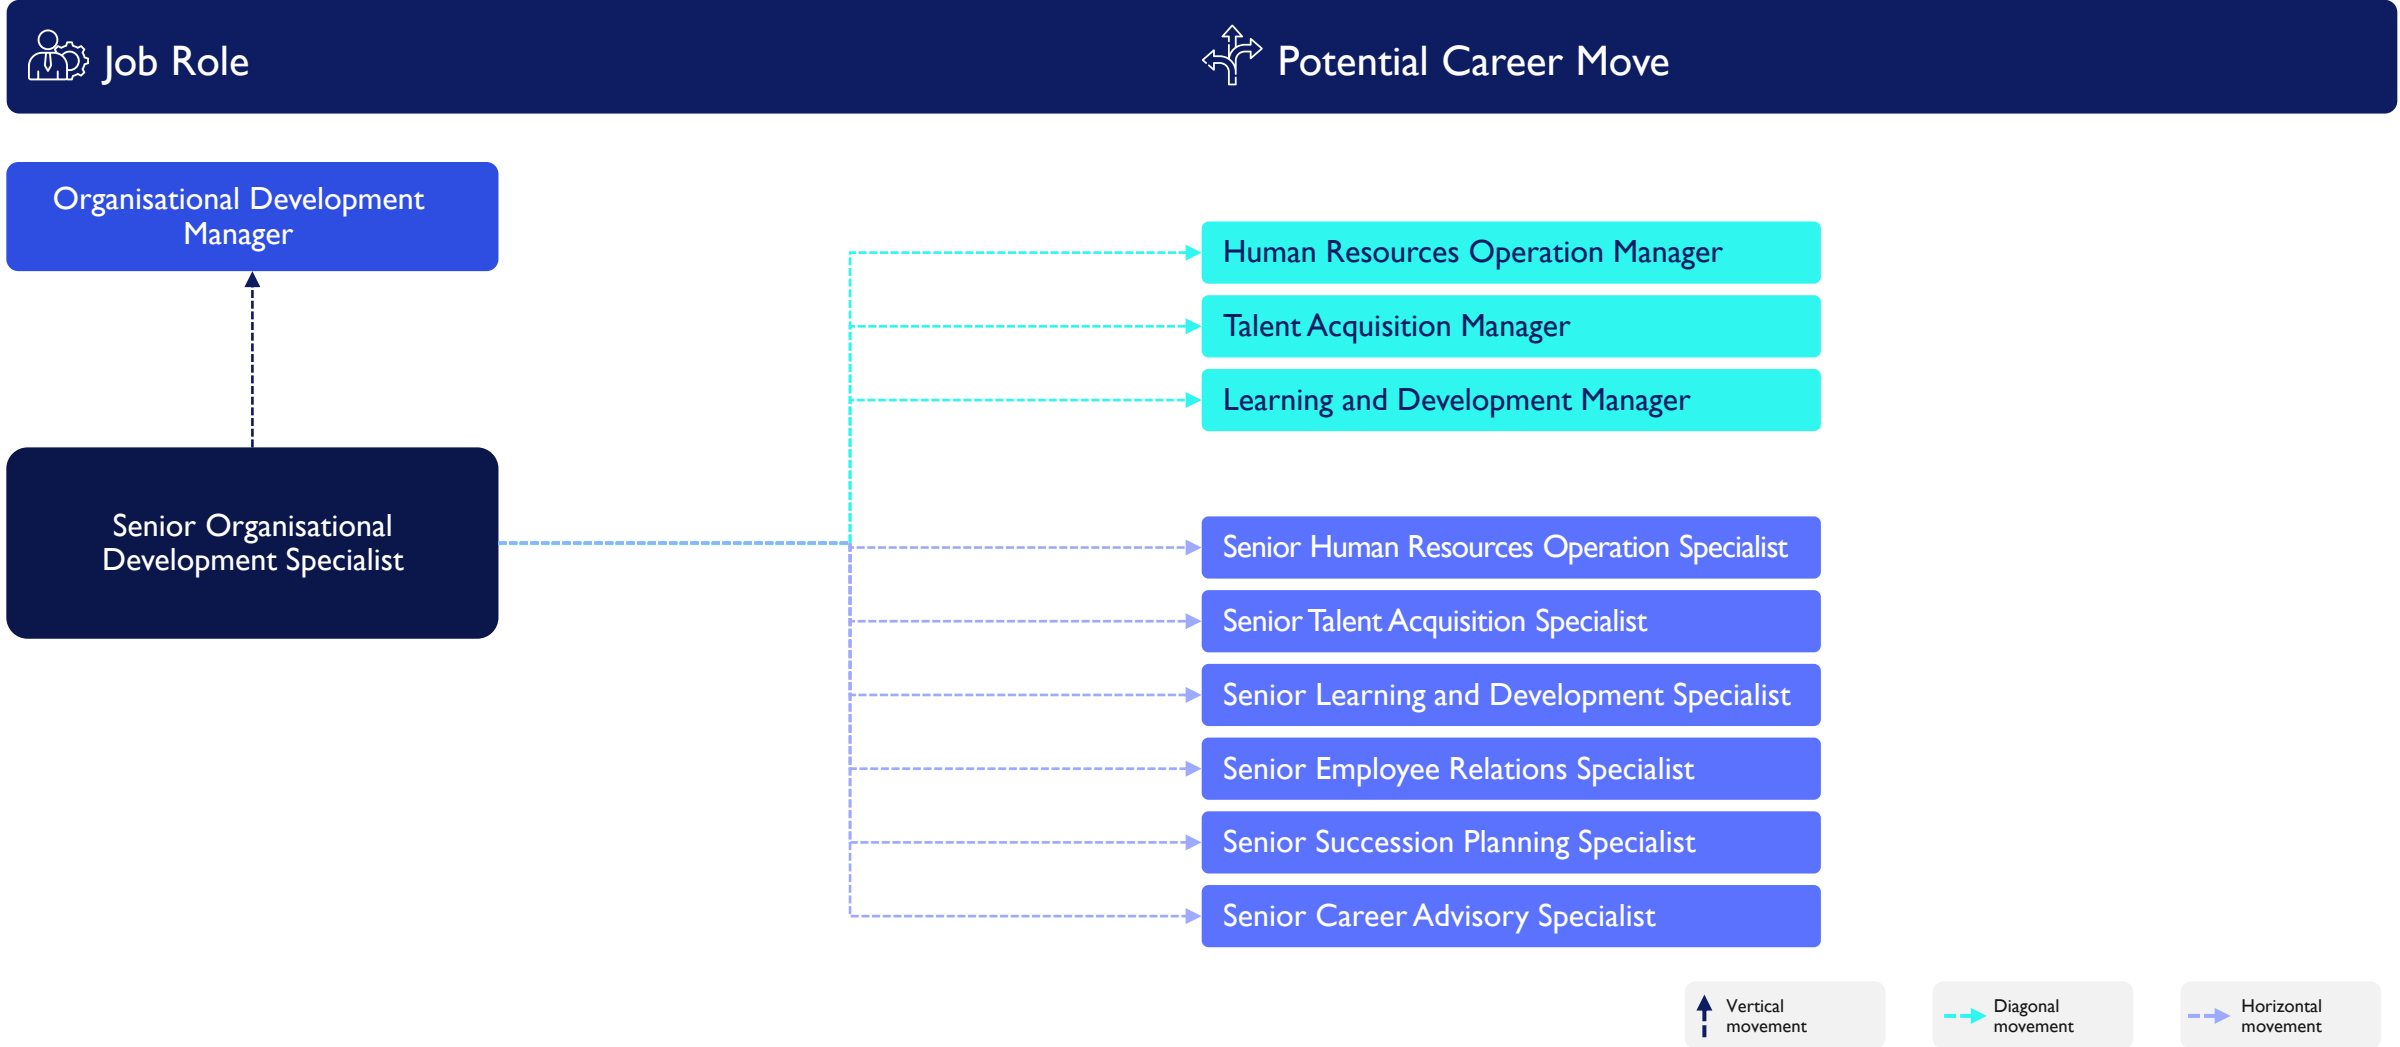 Job Role
Potential Career Move
Organisational Development
Manager
Human Resources Operation Manager
Talent Acquisition Manager
Learning and Development Manager
Senior Organisational
Development Specialist
Senior Human Resources Operation Specialist
Senior Talent Acquisition Specialist
Senior Learning and Development Specialist
Senior Employee Relations Specialist
Senior Succession Planning Specialist
Senior Career Advisory Specialist
Vertical
movement
Diagonal
movement
Horizontal
movement